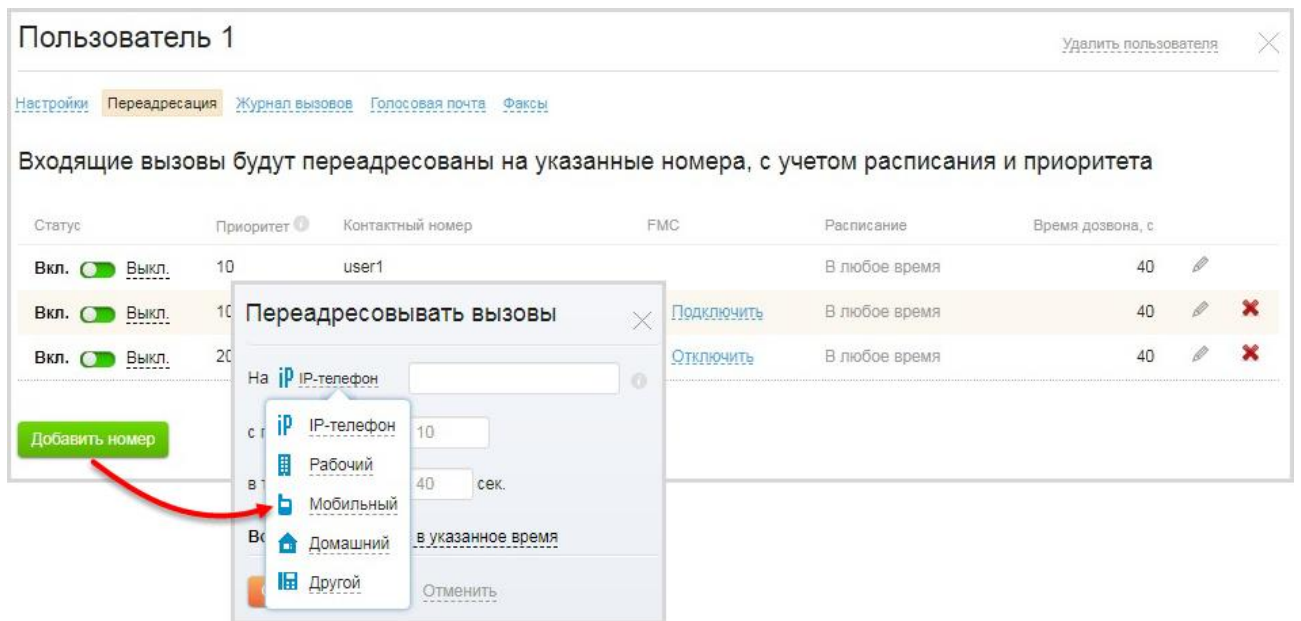 Пользователь 1
Удалить пользователя
Настройки Переадресация Журнал вызовов Голосовая почта Факсы
Входящие вызовы будут переадресованы на указанные номера, с учетом расписания и приоритета
Статус Приоритет Контактный номер FMC Расписание Время дозвона, с
Вкл. Выкл. 10 user1 В любое время 40
Вкл. Выкл. Подключить В любое время 40
Вкл. Выкл. Отключить В любое время 40
Добавить номер
Переадресовывать вызовы
На IP-телефон
IP-телефон
10
Рабочий
40 сек.
Мобильный
Домашний
в указанное время
Другой
Отменить